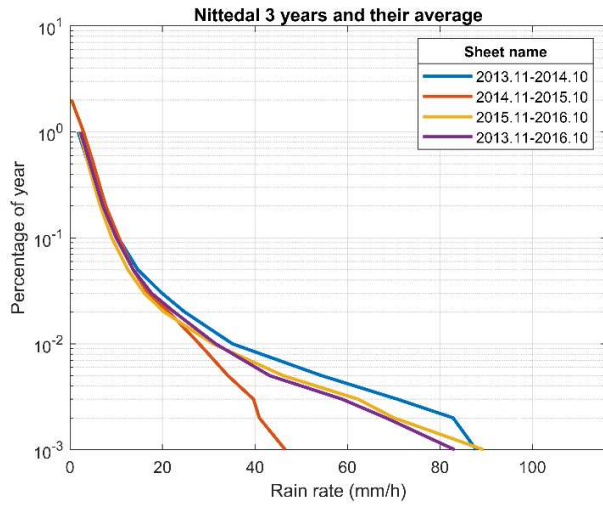 Nittedal 3 years and their average
Sheet name
2013.11-2014.10
2014.11-2015.10
2015.11-2016.10
2013.11-2016.10
Percentage of year
10^1
10^0
10^-1
10^-2
10^-3
0 20 40 60 80 100
Rain rate (mm/h)